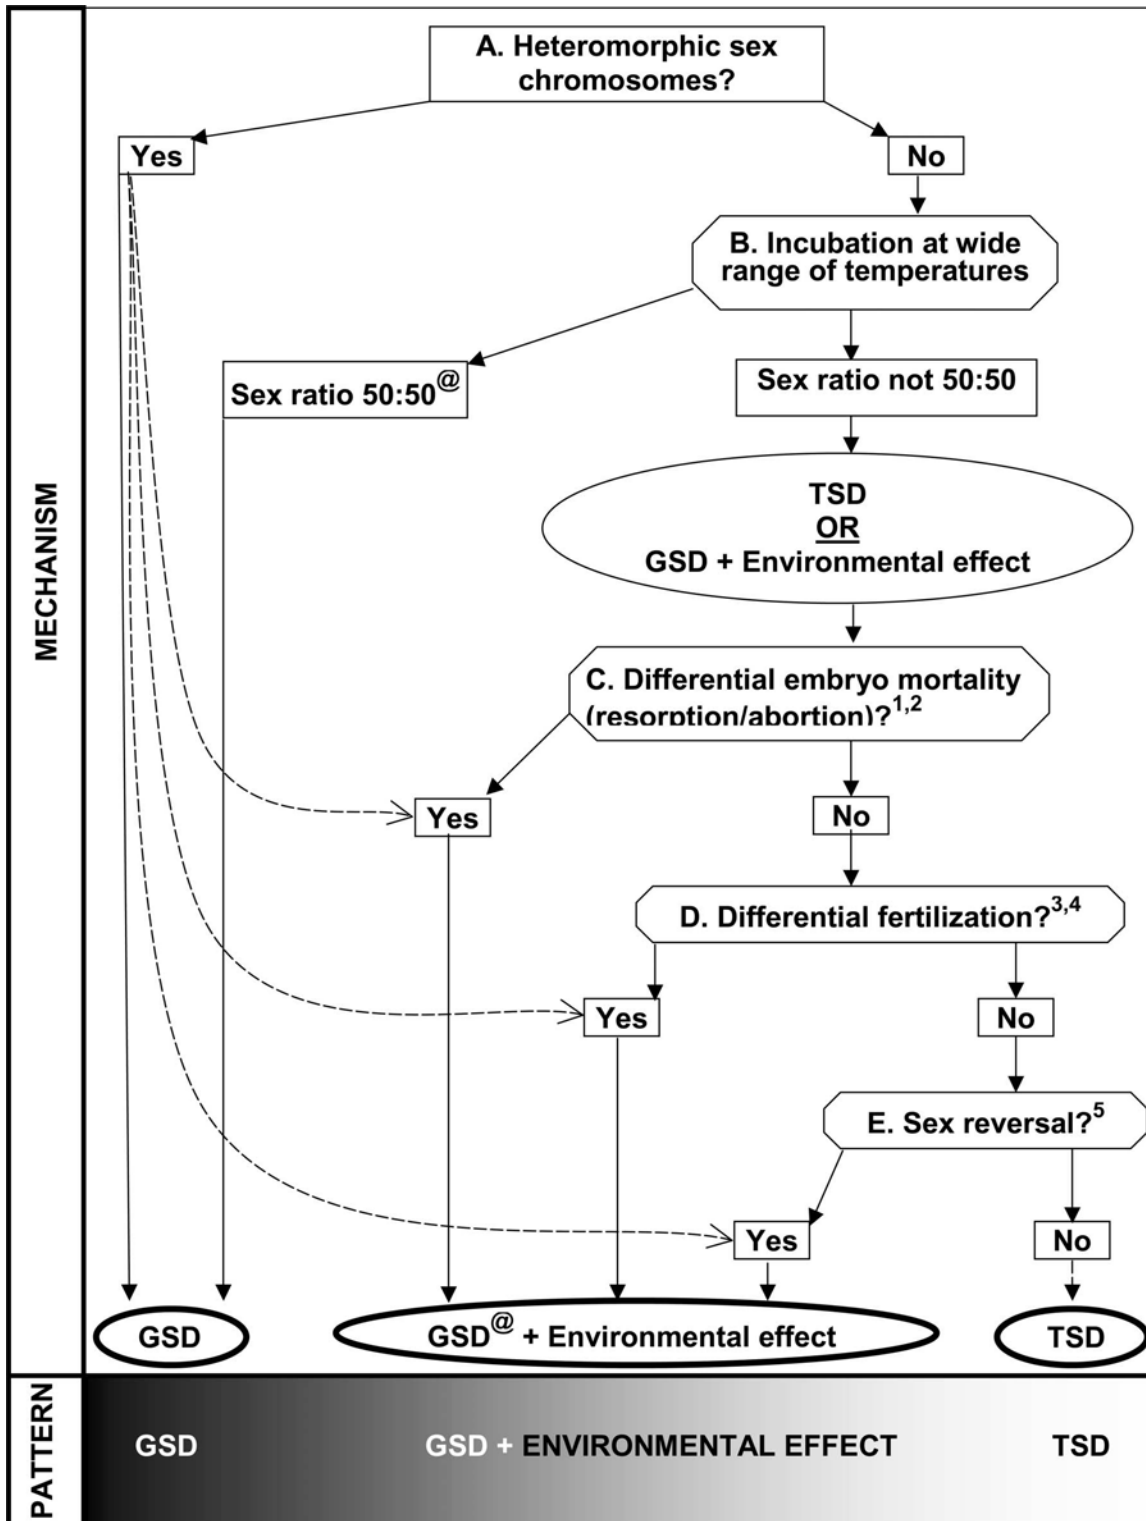 A. Heteromorphic sex
chromosomes?
Yes
No
B. Incubation at wide
range of temperatures
Sex ratio 50:50@
Sex ratio not 50:50
TSD
OR
GSD + Environmental effect
C. Differential embryo mortality
(resorption/abortion)?1,2
Yes
No
D. Differential fertilization?3,4
Yes
No
E. Sex reversal?5
Yes
No
GSD
GSD@ + Environmental effect
TSD
MECHANISM
PATTERN
GSD
GSD + ENVIRONMENTAL EFFECT
TSD